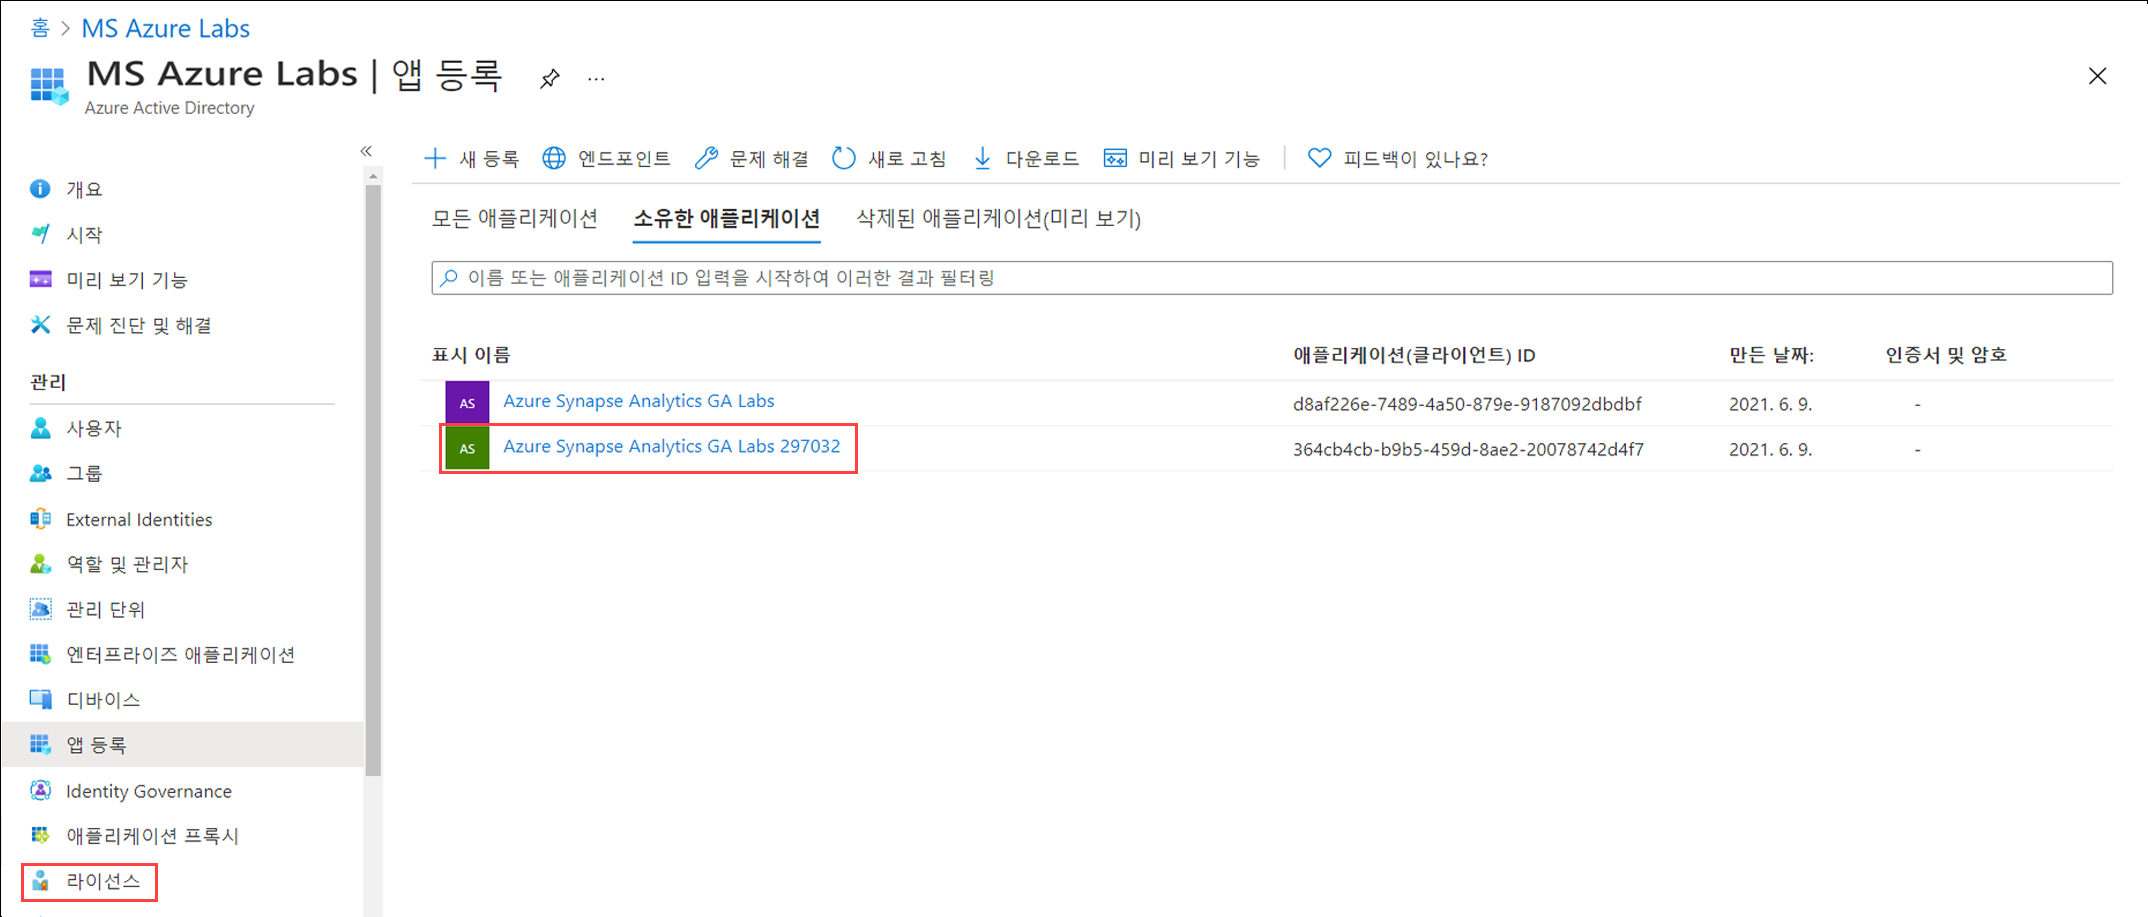 홈 > MS Azure Labs
MS Azure Labs | 앱 등록 ...
Azure Active Directory
«
개요
시작
미리 보기 기능
문제 진단 및 해결
관리
사용자
그룹
External Identities
역할 및 관리자
관리 단위
엔터프라이즈 애플리케이션
디바이스
앱 등록
Identity Governance
애플리케이션 프록시
라이선스
새 등록 엔드포인트 문제 해결 새로 고침 다운로드 미리 보기 기능 피드백이 있나요?
모든 애플리케이션 소유한 애플리케이션 삭제된 애플리케이션(미리 보기)
이름 또는 애플리케이션 ID 입력을 시작하여 이러한 결과 필터링
표시 이름 애플리케이션(클라이언트) ID 만든 날짜: 인증서 및 암호
AS Azure Synapse Analytics GA Labs d8af226e-7489-4a50-879e-9187092dbdbf 2021. 6. 9. -
AS Azure Synapse Analytics GA Labs 297032 364cb4cb-b9b5-459d-8ae2-20078742d4f7 2021. 6. 9. -